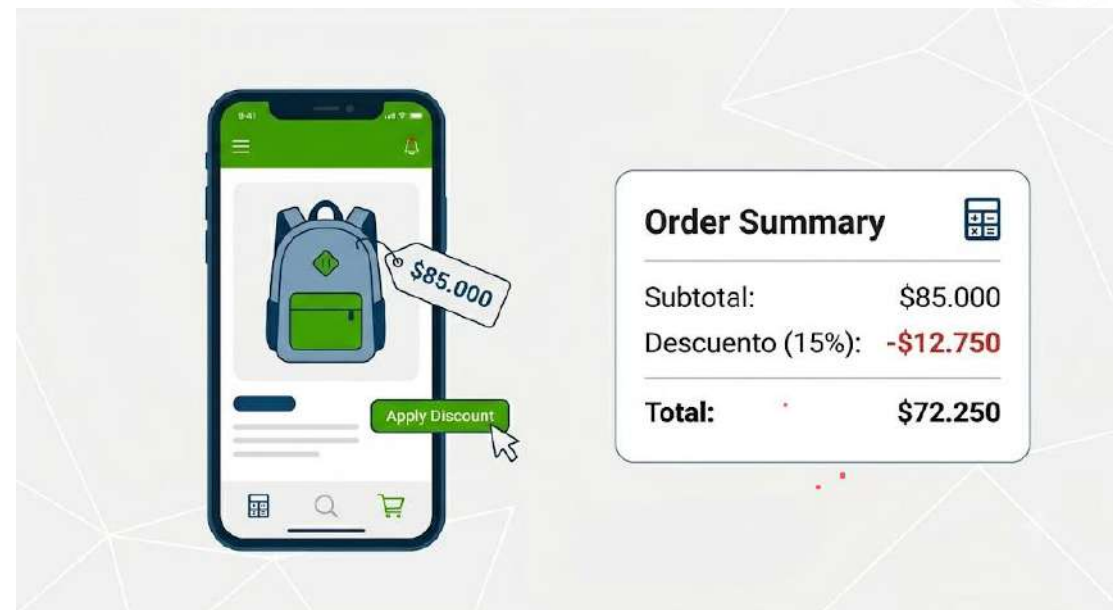 9:41
$85.000
Apply Discount
Order Summary
Subtotal: $85.000
Descuento (15%): -$12.750
Total: $72.250